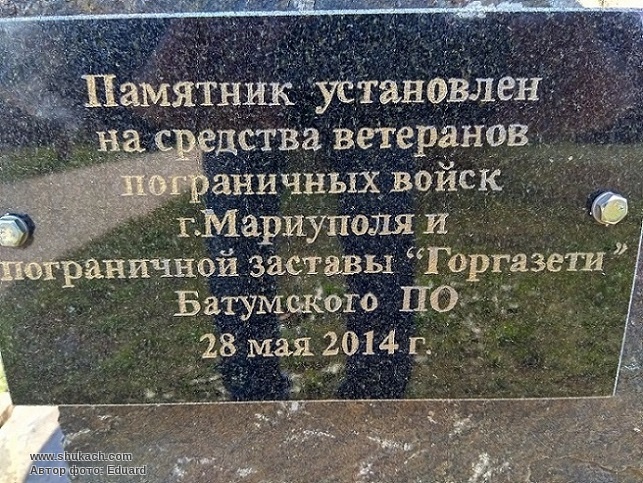 Памятник установлен
на средства ветеранов
пограничных войск
г.Мариуполя и
пограничной заставы "Горгазети"
Батумского ПО
28 мая 2014 г.
www.shukach.com
Автор фото: Eduard